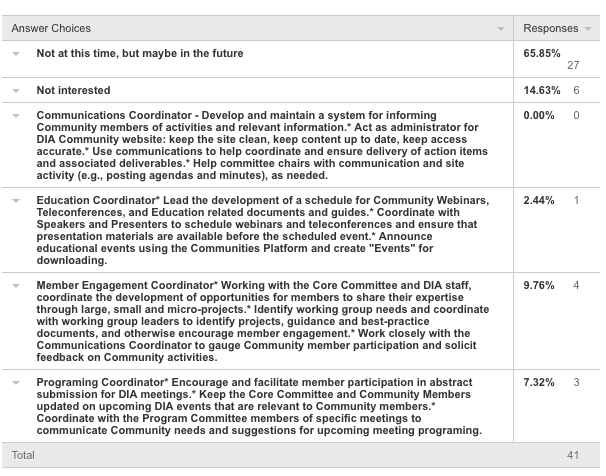 Answer Choices Responses
Not at this time, but maybe in the future 65.85% 27
Not interested 14.63% 6
Communications Coordinator - Develop and maintain a system for informing 0.00% 0
Community members of activities and relevant information.* Act as administrator for
DIA Community website: keep the site clean, keep content up to date, keep access
accurate.* Use communications to help coordinate and ensure delivery of action items
and associated deliverables.* Help committee chairs with communication and site
activity (e.g., posting agendas and minutes), as needed.
Education Coordinator* Lead the development of a schedule for Community Webinars, 2.44% 1
Teleconferences, and Education related documents and guides.* Coordinate with
Speakers and Presenters to schedule webinars and teleconferences and ensure that
presentation materials are available before the scheduled event.* Announce
educational events using the Communities Platform and create "Events" for
downloading.
Member Engagement Coordinator* Working with the Core Committee and DIA staff, 9.76% 4
coordinate the development of opportunities for members to share their expertise
through large, small and micro-projects.* Identify working group needs and coordinate
with working group leaders to identify projects, guidance and best-practice
documents, and otherwise encourage member engagement.* Work closely with the
Communications Coordinator to gauge Community member participation and solicit
feedback on Community activities.
Programing Coordinator* Encourage and facilitate member participation in abstract 7.32% 3
submission for DIA meetings.* Keep the Core Committee and Community Members
updated on upcoming DIA events that are relevant to Community members.*
Coordinate with the Program Committee members of specific meetings to
communicate Community needs and suggestions for upcoming meeting programing.
Total 41